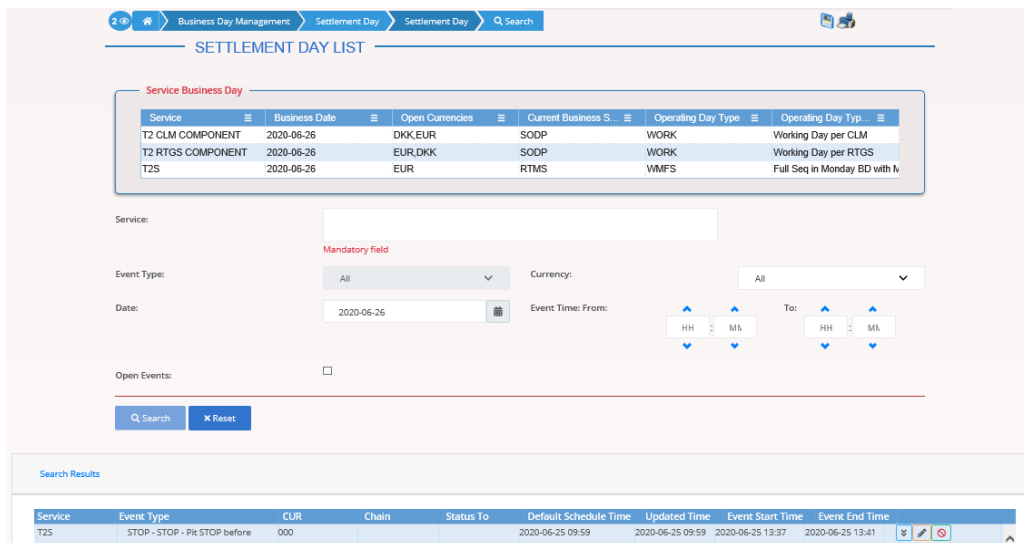 2 Business Day Management Settlement Day Settlement Day Search
SETTLEMENT DAY LIST
Service Business Day
Service Business Date Open Currencies Current Business S... Operating Day Type Operating Day Typ...
T2 CLM COMPONENT 2020-06-26 DKK,EUR SODP WORK Working Day per CLM
T2 RTGS COMPONENT 2020-06-26 EUR,DKK SODP WORK Working Day per RTGS
T2S 2020-06-26 EUR RTMS WMFS Full Seq in Monday BD with
Service:
Mandatory field
Event Type: All Currency: All
Date: 2020-06-26 Event Time: From: HH : MM To: HH : MM
Open Events:
Search Reset
Search Results
Service Event Type CUR Chain Status To Default Schedule Time Updated Time Event Start Time Event End Time
T2S STOP - STOP - Pit STOP before 000 2020-06-25 09:59 2020-06-25 09:59 2020-06-25 13:37 2020-06-25 13:41